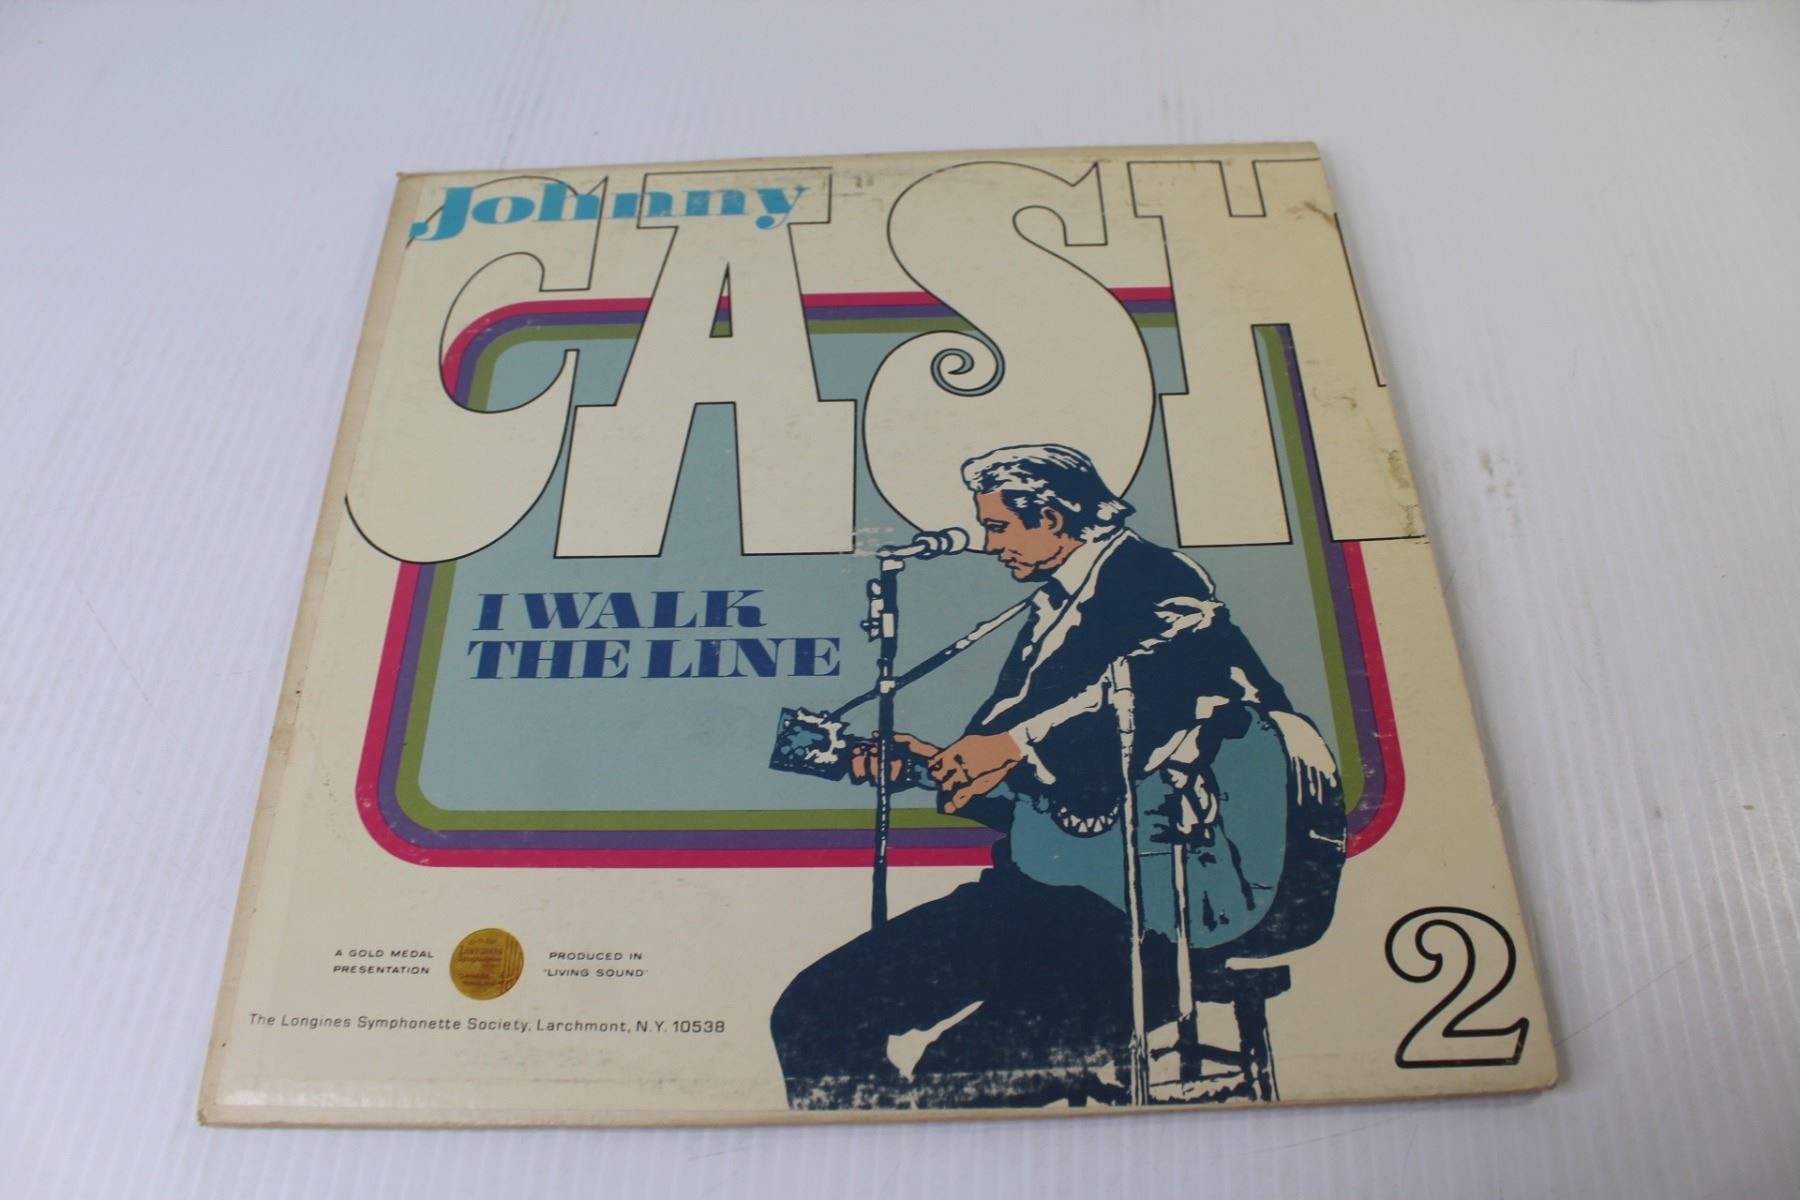 Johnny
CASH
I WALK
THE LINE
A GOLD MEDAL
PRESENTATION
PRODUCED IN
"LIVING SOUND"
The Longines Symphonette Society, Larchmont, N.Y. 10538
2